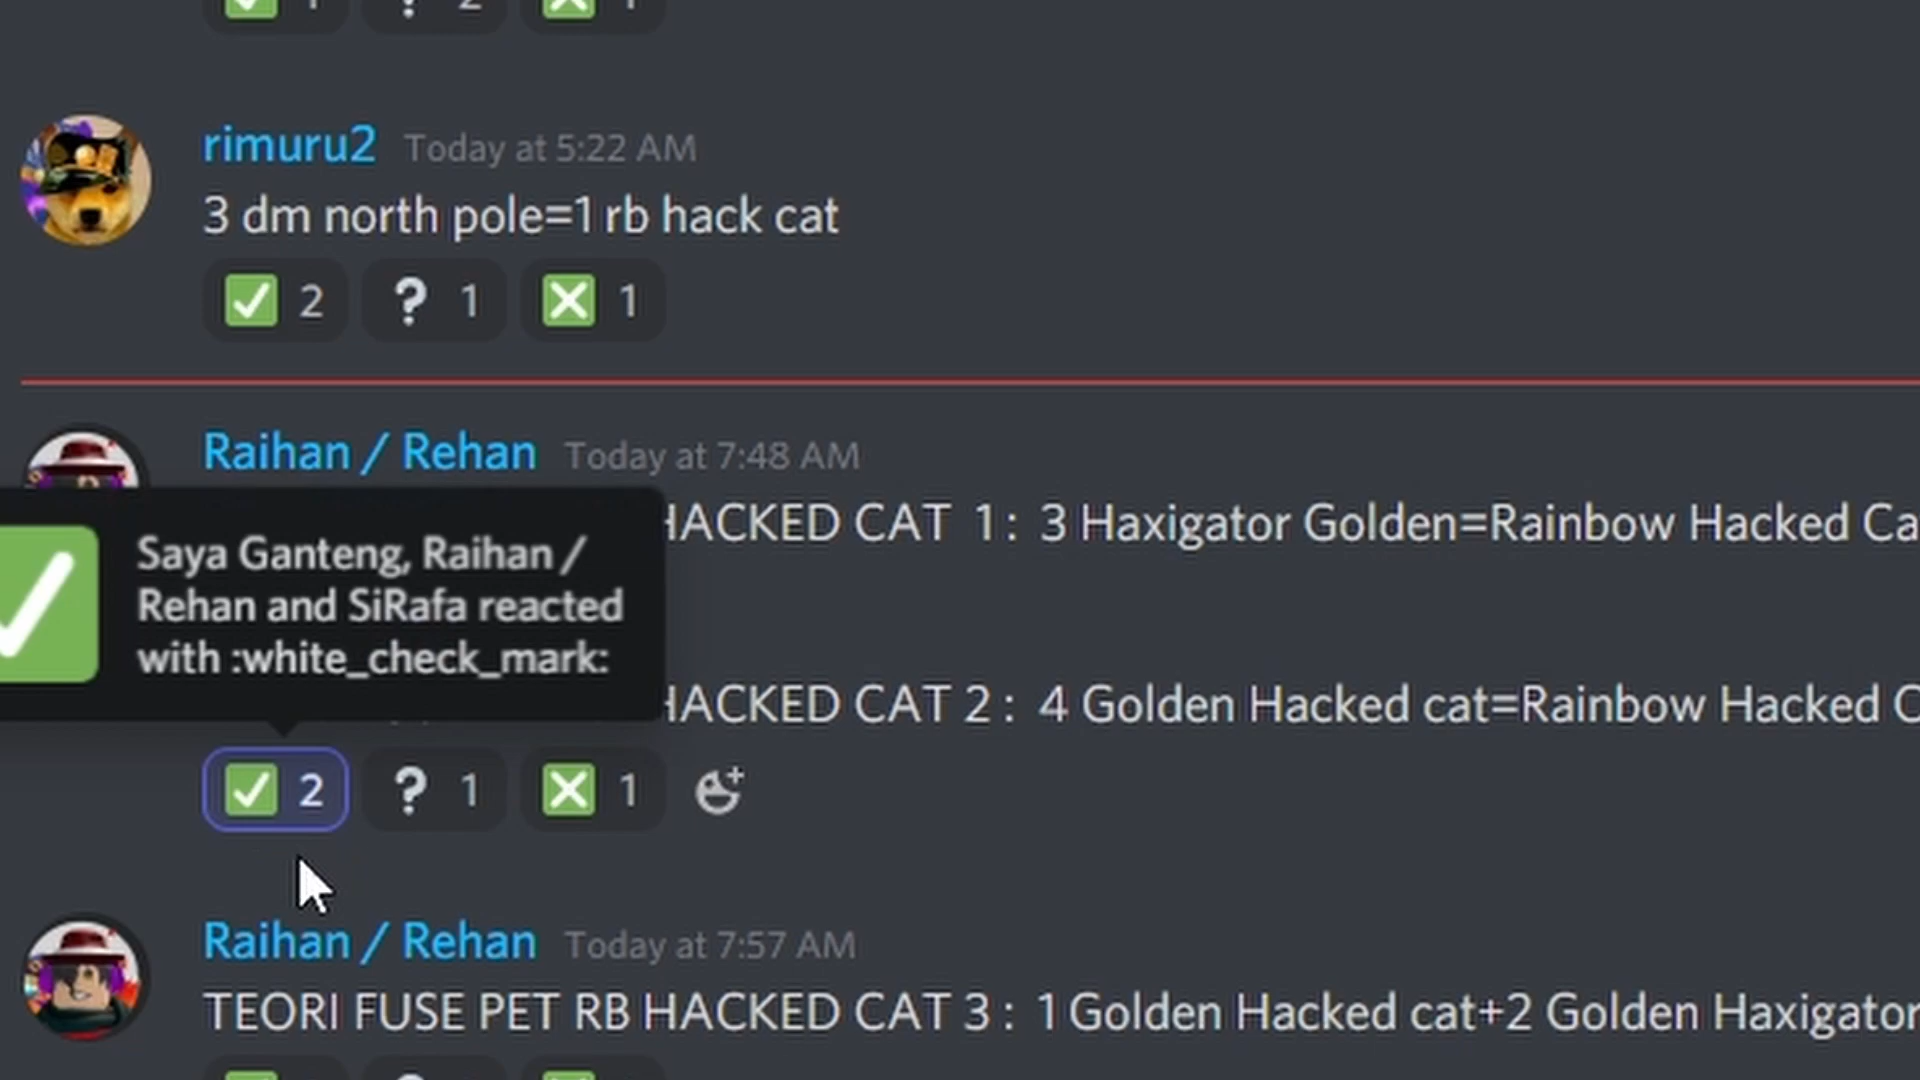 rimuru2 Today at 5:22 AM
3 dm north pole=1 rb hack cat
2 ? 1 1
Raihan / Rehan Today at 7:48 AM
HACKED CAT 1 : 3 Haxigator Golden=Rainbow Hacked Ca
Saya Ganteng, Raihan /
Rehan and SiRafa reacted
with :white_check_mark:
HACKED CAT 2 : 4 Golden Hacked cat=Rainbow Hacked C
2 ? 1 1
Raihan / Rehan Today at 7:57 AM
TEORI FUSE PET RB HACKED CAT 3 : 1 Golden Hacked cat+2 Golden Haxigator